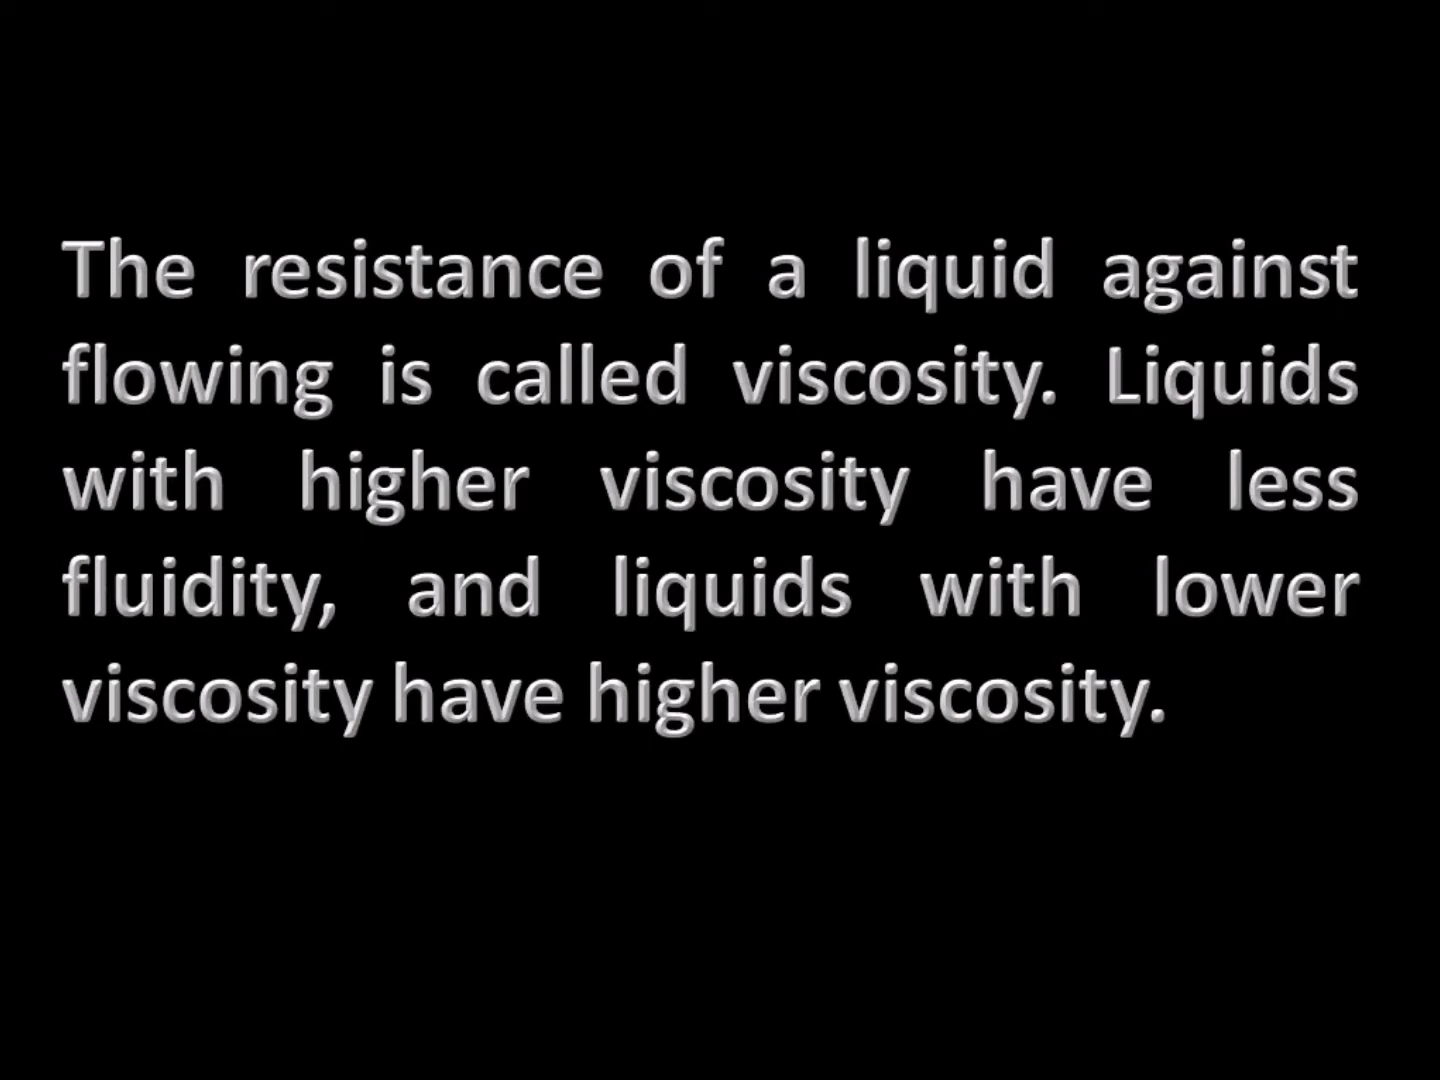 The resistance of a liquid against
flowing is called viscosity. Liquids
with higher viscosity have less
fluidity, and liquids with lower
viscosity have higher viscosity.